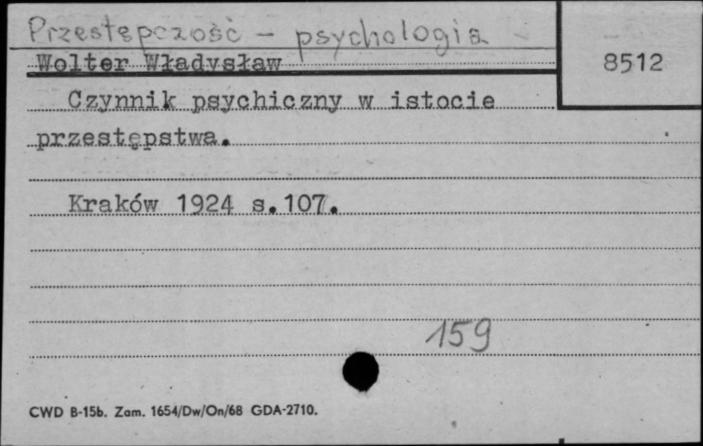 Przestępczość - psychologia
Wolter Władysław
8512
Czynnik psychiczny w istocie
przestępstwa.
Kraków 1924 s.107.
159
CWD B-15b. Zam. 1654/Dw/On/68 GDA-2710.